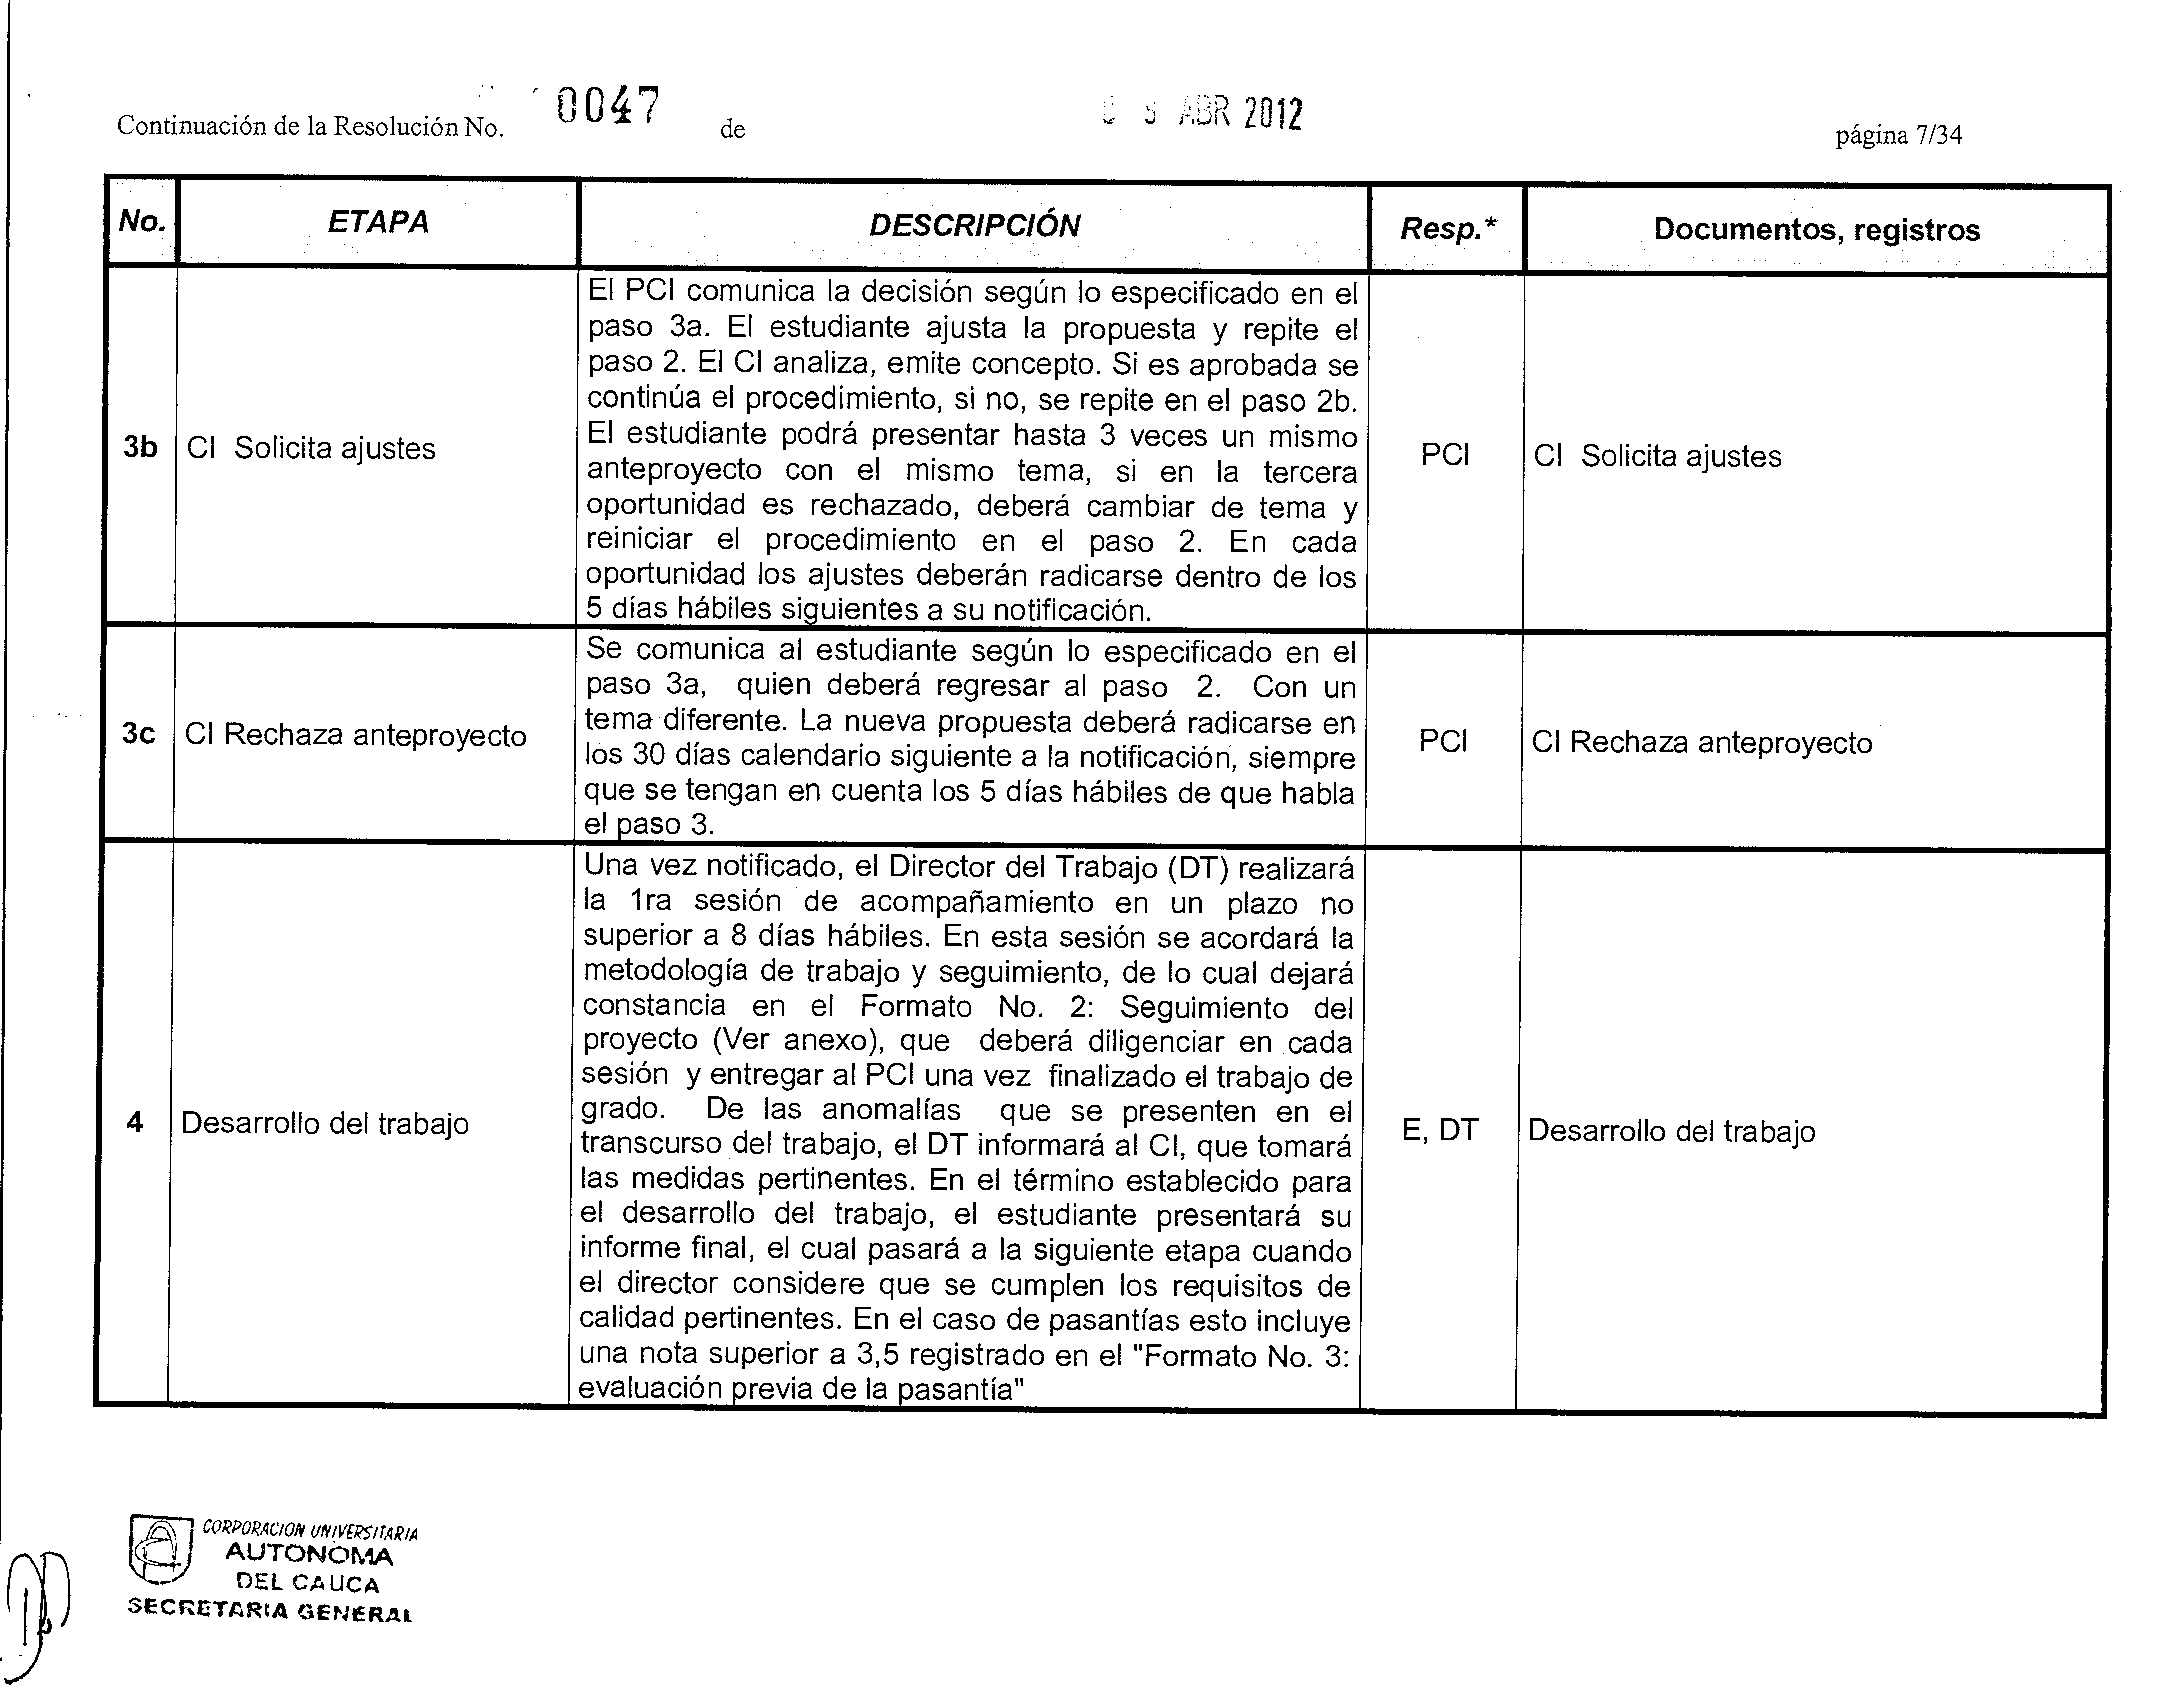 Continuación de la Resolución No. 0047 de ABR 2012 página 7/34
No. ETAPA DESCRIPCIÓN Resp.* Documentos, registros
El PCI comunica la decisión según lo especificado en el
paso 3a. El estudiante ajusta la propuesta y repite el
paso 2. El CI analiza, emite concepto. Si es aprobada se
continúa el procedimiento, si no, se repite en el paso 2b.
El estudiante podrá presentar hasta 3 veces un mismo
3b CI Solicita ajustes
anteproyecto con el mismo tema, si en la tercera
PCI CI Solicita ajustes
oportunidad es rechazado, deberá cambiar de tema y
reiniciar el procedimiento en el paso 2. En cada
oportunidad los ajustes deberán radicarse dentro de los
5 días hábiles siguientes a su notificación.
Se comunica al estudiante según lo especificado en el
paso 3a, quien deberá regresar al paso 2. Con un
tema diferente. La nueva propuesta deberá radicarse en
3c CI Rechaza anteproyecto
los 30 días calendario siguiente a la notificación, siempre
PCI CI Rechaza anteproyecto
que se tengan en cuenta los 5 días hábiles de que habla
el paso 3.
Una vez notificado, el Director del Trabajo (DT) realizará
la 1ra sesión de acompañamiento en un plazo no
superior a 8 días hábiles. En esta sesión se acordará la
metodología de trabajo y seguimiento, de lo cual dejará
constancia en el Formato No. 2: Seguimiento del
proyecto (Ver anexo), que deberá diligenciar en cada
sesión y entregar al PCI una vez finalizado el trabajo de
grado. De las anomalías que se presenten en el
4 Desarrollo del trabajo
transcurso del trabajo, el DT informará al CI, que tomará
E, DT Desarrollo del trabajo
las medidas pertinentes. En el término establecido para
el desarrollo del trabajo, el estudiante presentará su
informe final, el cual pasará a la siguiente etapa cuando
el director considere que se cumplen los requisitos de
calidad pertinentes. En el caso de pasantías esto incluye
una nota superior a 3,5 registrado en el "Formato No. 3:
evaluación previa de la pasantía"
CORPORACION UNIVERSITARIA
AUTONOMA
DEL CAUCA
SECRETARIA GENERAL